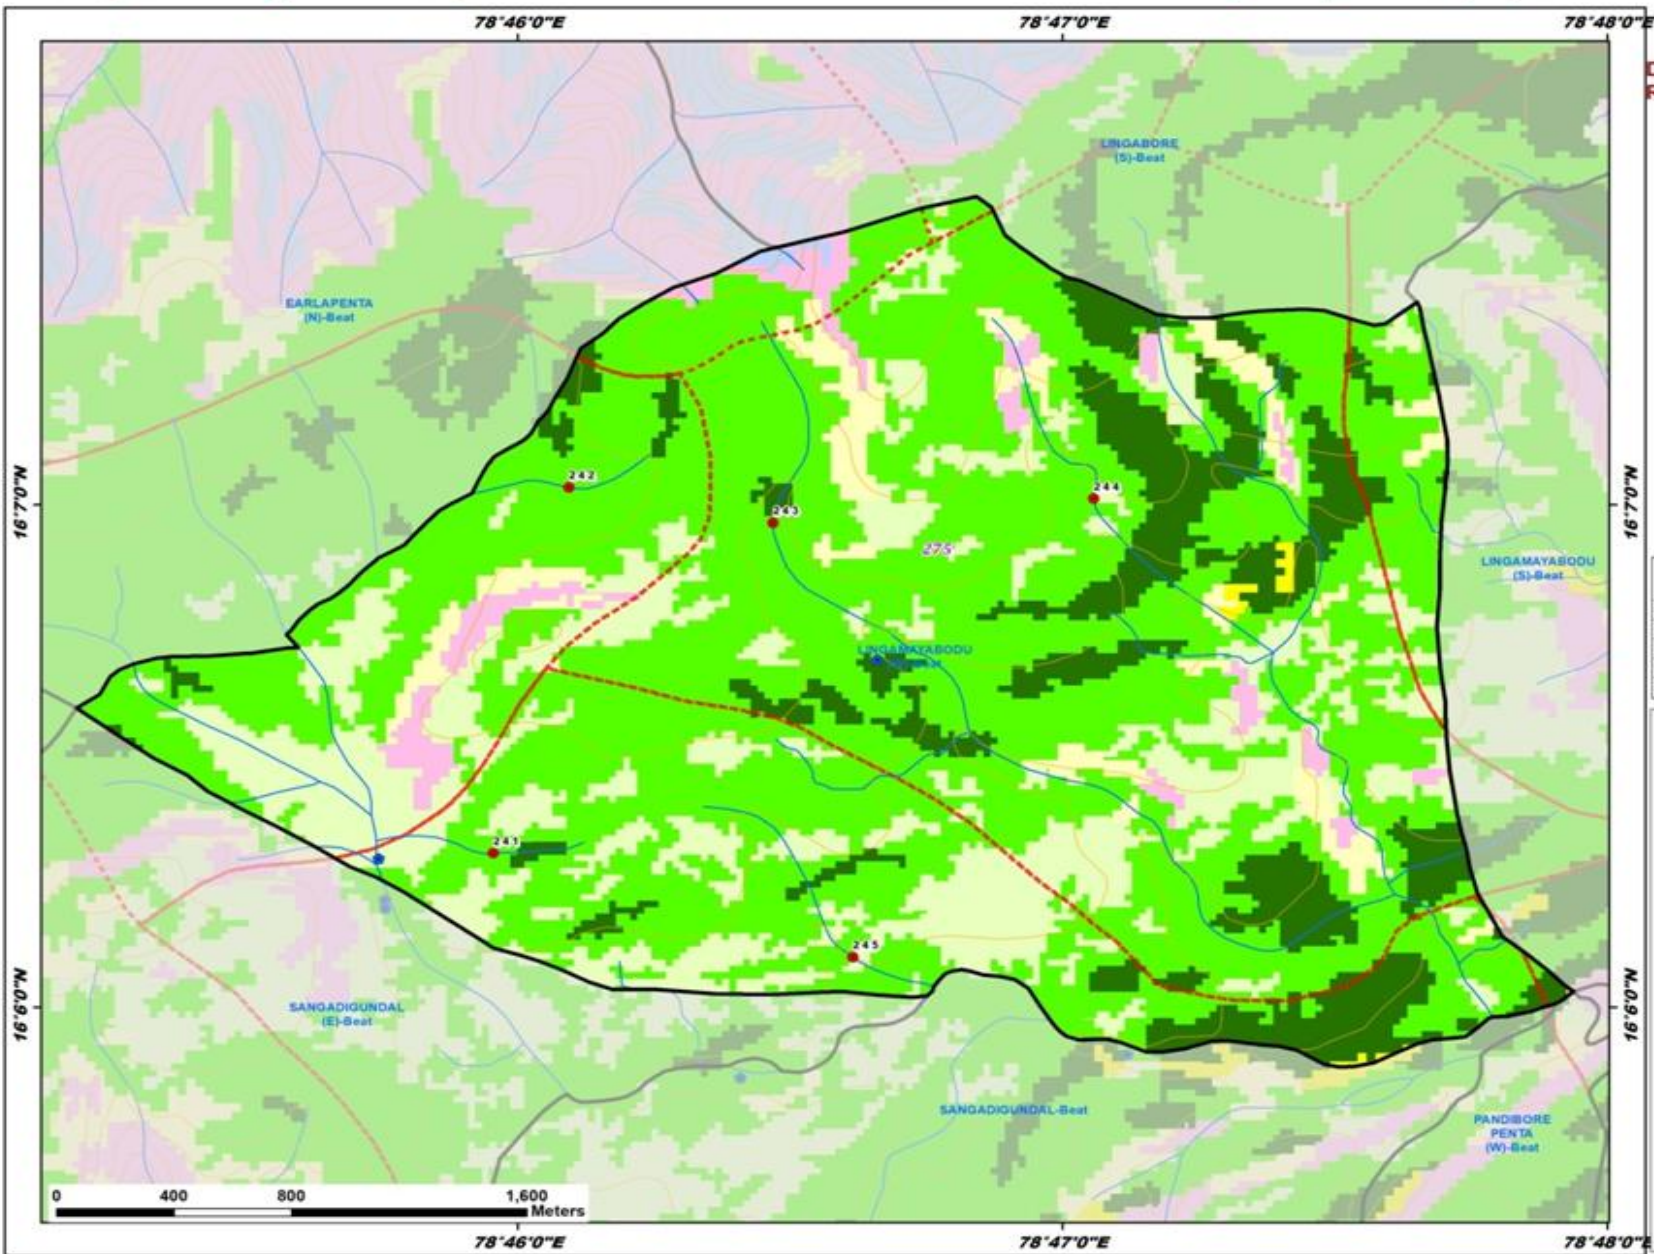 78°46'0"E 78°47'0"E 78°48'0"E
LINGABORE
(S)-Beat
EARLAPENTA
(N)-Beat
242
244
16°7'0"N 16°7'0"N
243
275
LINGAMAYABODU
(S)-Beat
LINGAMAYABODU
241
245
16°6'0"N 16°6'0"N
SANGADIGUNDAL
(E)-Beat
SANGADIGUNDAL-Beat
PANDIBORE
PENTA
(W)-Beat
0 400 800 1,600
Meters
78°46'0"E 78°47'0"E 78°48'0"E